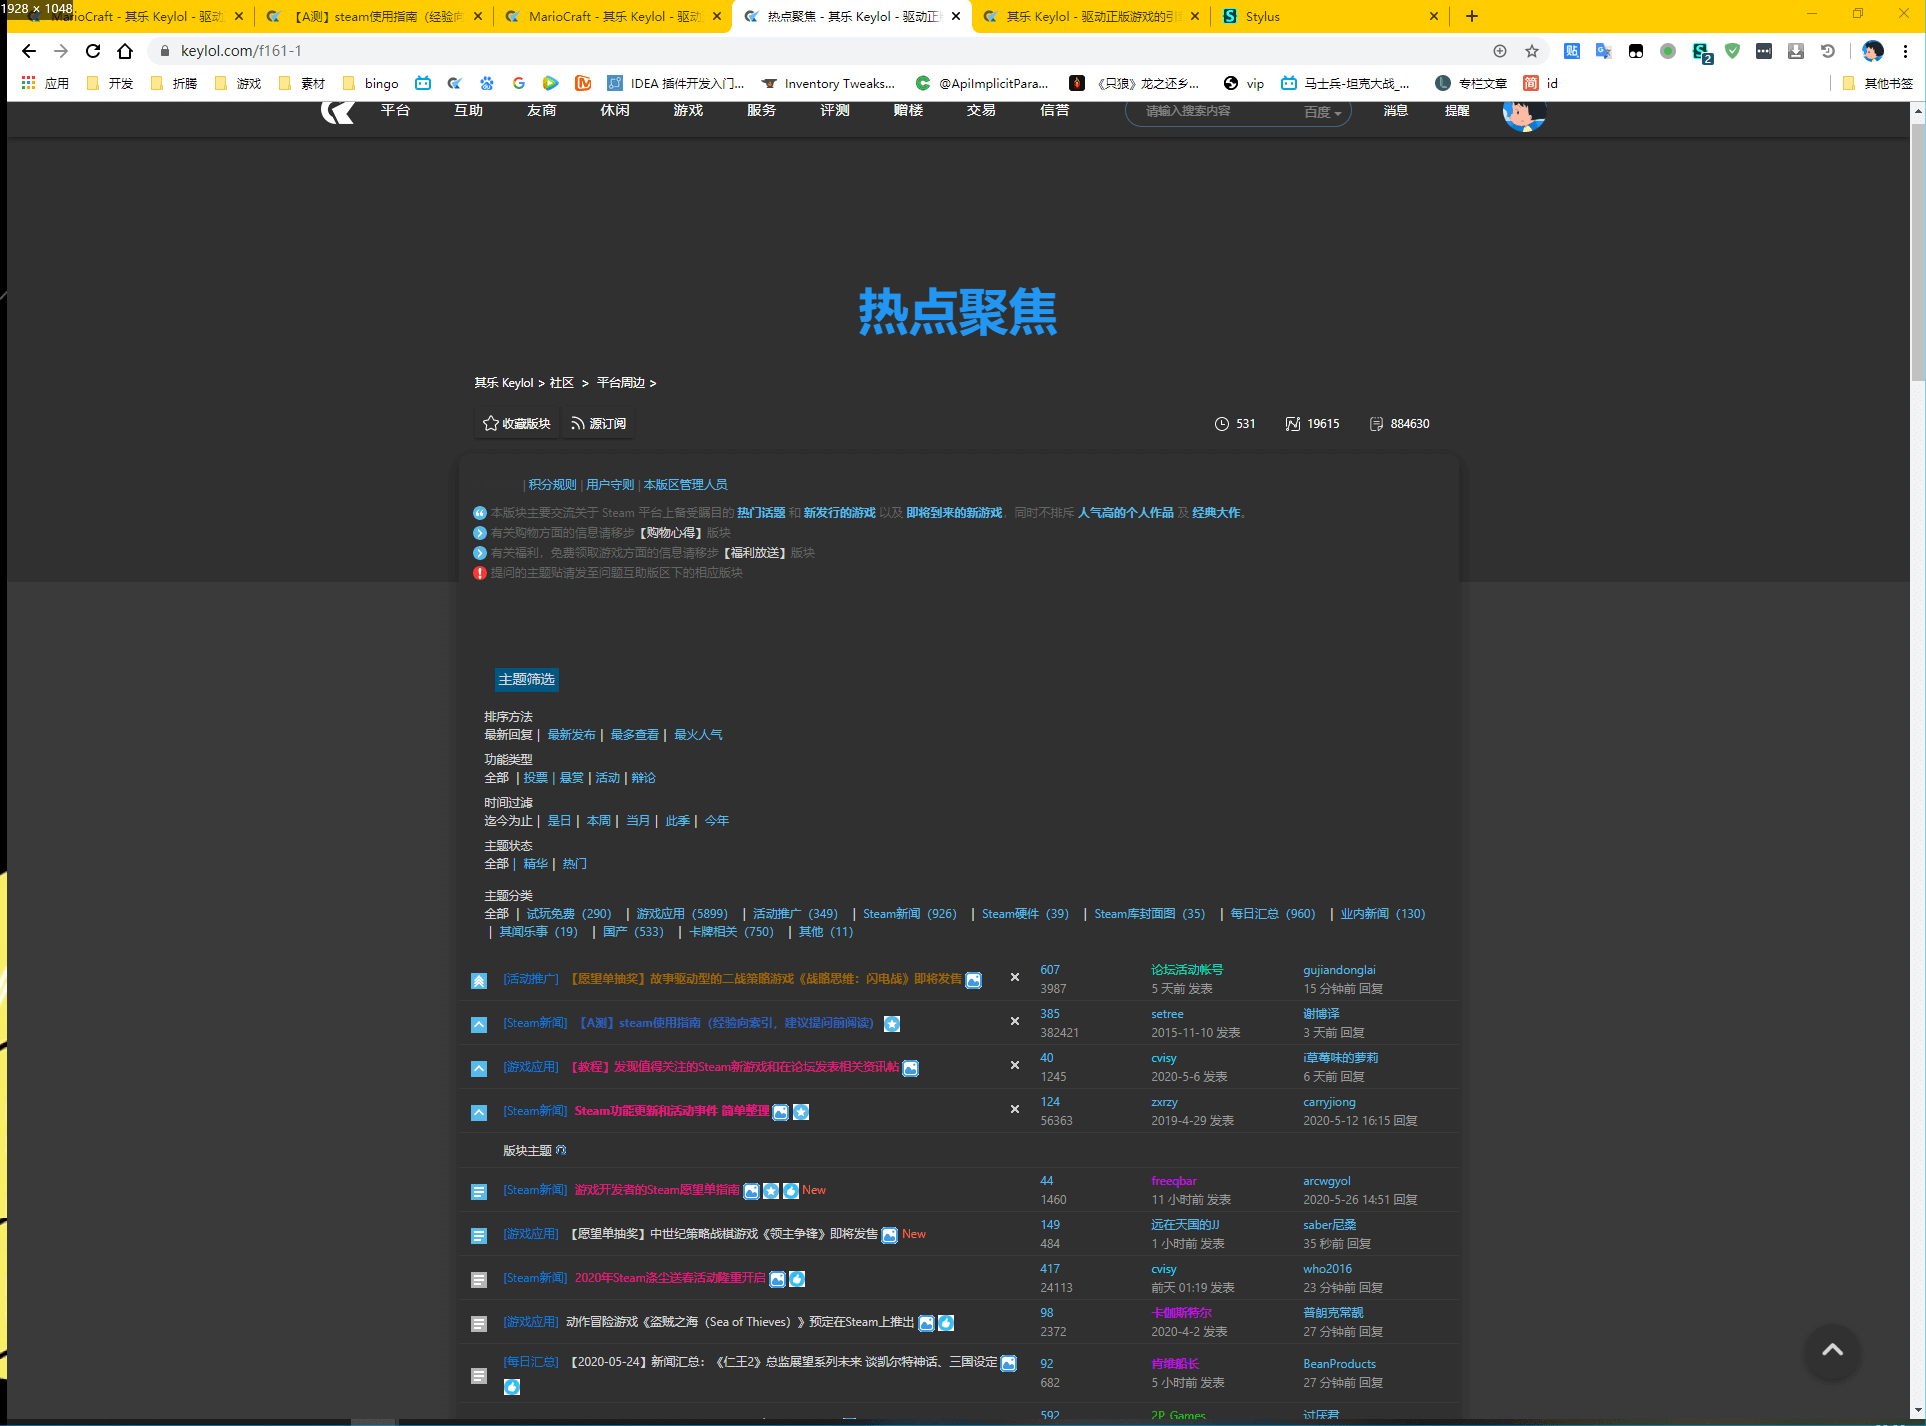 1928 × 1048
MarioCraft - 其乐 Keylol - 驱动
【A测】steam使用指南（经验向
MarioCraft - 其乐 Keylol - 驱动
热点聚焦 - 其乐 Keylol - 驱动正
其乐 Keylol - 驱动正版游戏的引
Stylus
keylol.com/f161-1
应用 开发 折腾 游戏 素材 bingo IDEA 插件开发入门... Inventory Tweaks... @ApiImplicitPara... 《只狼》龙之还乡... vip 马士兵-坦克大战_... 专栏文章 id 其他书签
平台 互助 友商 休闲 游戏 服务 评测 赠楼 交易 信誉 请输入搜索内容 百度 消息 提醒
热点聚焦
其乐 Keylol > 社区 > 平台周边 >
收藏版块 源订阅 531 19615 884630
| 积分规则 | 用户守则 | 本版区管理人员
本版块主要交流关于 Steam 平台上备受瞩目的 热门话题 和 新发行的游戏 以及 即将到来的新游戏，同时不排斥 人气高的个人作品 及 经典大作。
有关购物方面的信息请移步【购物心得】版块
有关福利，免费领取游戏方面的信息请移步【福利放送】版块
提问的主题贴请发至问题互助版区下的相应版块
主题筛选
排序方法
最新回复 | 最新发布 | 最多查看 | 最火人气
功能类型
全部 | 投票 | 悬赏 | 活动 | 辩论
时间过滤
迄今为止 | 是日 | 本周 | 当月 | 此季 | 今年
主题状态
全部 | 精华 | 热门
主题分类
全部 | 试玩免费（290） | 游戏应用（5899） | 活动推广（349） | Steam新闻（926） | Steam硬件（39） | Steam库封面图（35） | 每日汇总（960） | 业内新闻（130）
| 其闻乐事（19） | 国产（533） | 卡牌相关（750） | 其他（11）
[活动推广] 【愿望单抽奖】故事驱动型的二战策略游戏《战略思维：闪电战》即将发售 607 论坛活动帐号 gujiandonglai
3987 5 天前 发表 15 分钟前 回复
[Steam新闻] 【A测】steam使用指南（经验向索引，建议提问前阅读） 385 setree 谢博译
382421 2015-11-10 发表 3 天前 回复
[游戏应用] 【教程】发现值得关注的Steam新游戏和在论坛发表相关资讯帖 40 cvisy i草莓味的萝莉
1245 2020-5-6 发表 6 天前 回复
[Steam新闻] Steam功能更新和活动事件 简单整理 124 zxrzy carryjiong
56363 2019-4-29 发表 2020-5-12 16:15 回复
版块主题
[Steam新闻] 游戏开发者的Steam愿望单指南 New 44 freeqbar arcwgyol
1460 11 小时前 发表 2020-5-26 14:51 回复
[游戏应用] 【愿望单抽奖】中世纪策略战棋游戏《领主争锋》即将发售 New 149 远在天国的JJ saber尼桑
484 1 小时前 发表 35 秒前 回复
[Steam新闻] 2020年Steam涤尘送春活动隆重开启 417 cvisy who2016
24113 前天 01:19 发表 23 分钟前 回复
[游戏应用] 动作冒险游戏《盗贼之海（Sea of Thieves）》预定在Steam上推出 98 卡伽斯特尔 普朗克常靓
2372 2020-4-2 发表 27 分钟前 回复
[每日汇总] 【2020-05-24】新闻汇总：《仁王2》总监展望系列未来 谈凯尔特神话、三国设定 92 肯维船长 BeanProducts
682 5 小时前 发表 27 分钟前 回复
592 2P_Games 讨厌君